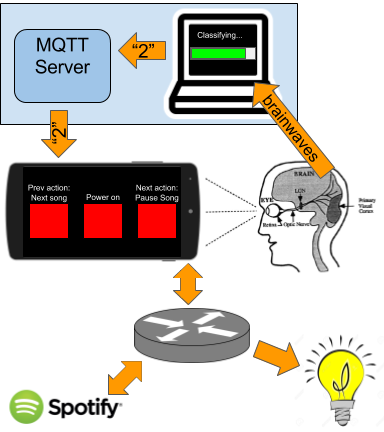 Classifying...
MQTT
Server
"2"
"2"
brainwaves
Prev action:
Next song
Power on
Next action:
Pause Song
BRAIN
LGN
EYE
Retina
Optic Nerve
Primary
Visual
Cortex
Spotify